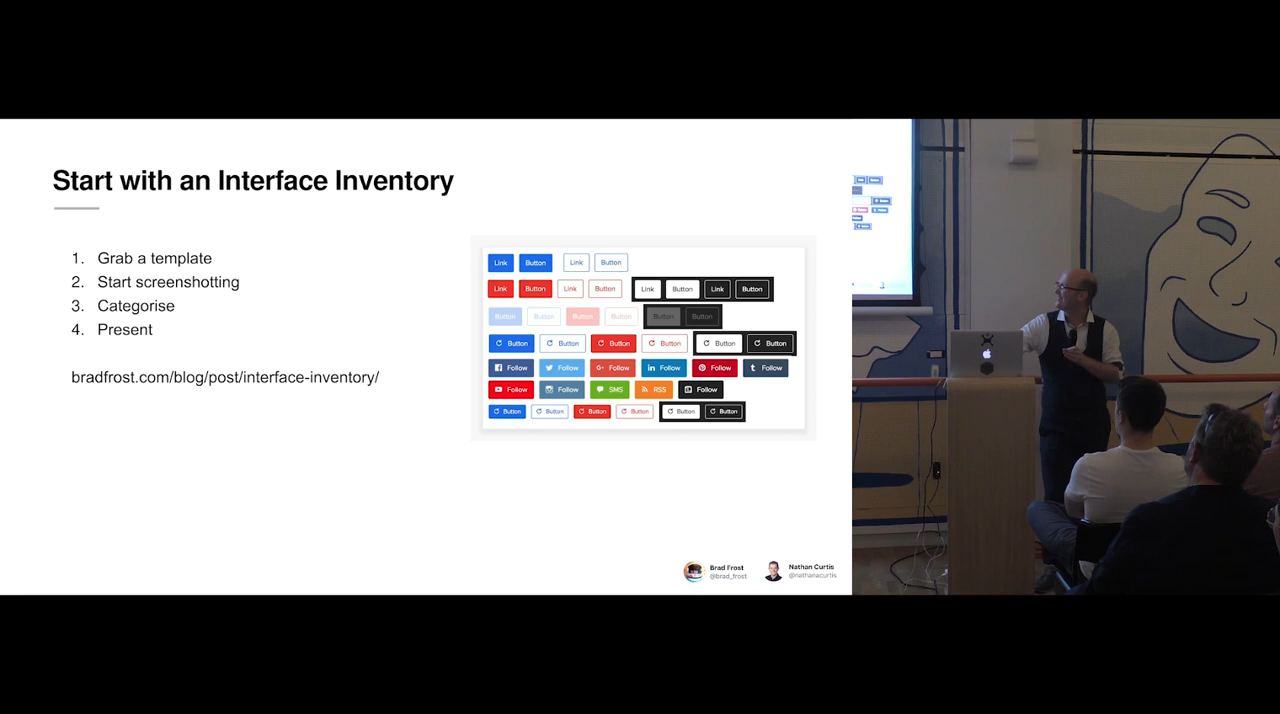 Start with an Interface Inventory
1. Grab a template
2. Start screenshotting
3. Categorise
4. Present
bradfrost.com/blog/post/interface-inventory/
Link Button Link Button
Link Button Link Button Link Button Link Button
Button Button Button Button Button Button
Button Button Button Button Button Button
Follow Follow Follow Follow Follow Follow
Follow Follow SMS RSS Follow
Button Button Button Button Button Button
Brad Frost
@brad_frost
Nathan Curtis
@nathanacurtis